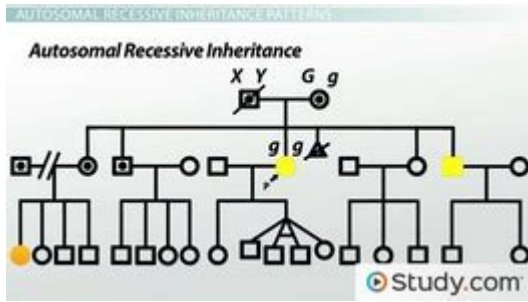 AUTOSOMAL RECESSIVE INHERITANCE PATTERNS
Autosomal Recessive Inheritance
X Y G g
g g
P
Study.com